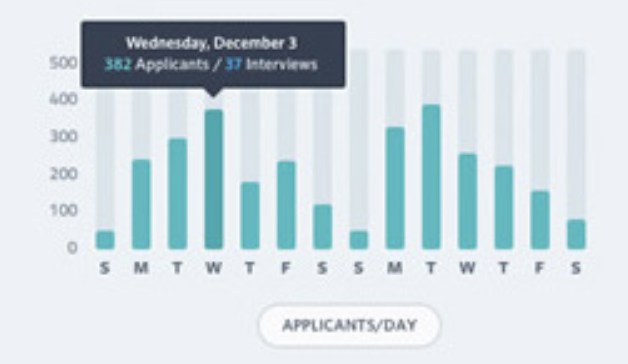 Wednesday, December 3
382 Applicants / 37 Interviews
500
400
300
200
100
0
S M T W T F S S M T W T F S
APPLICANTS/DAY